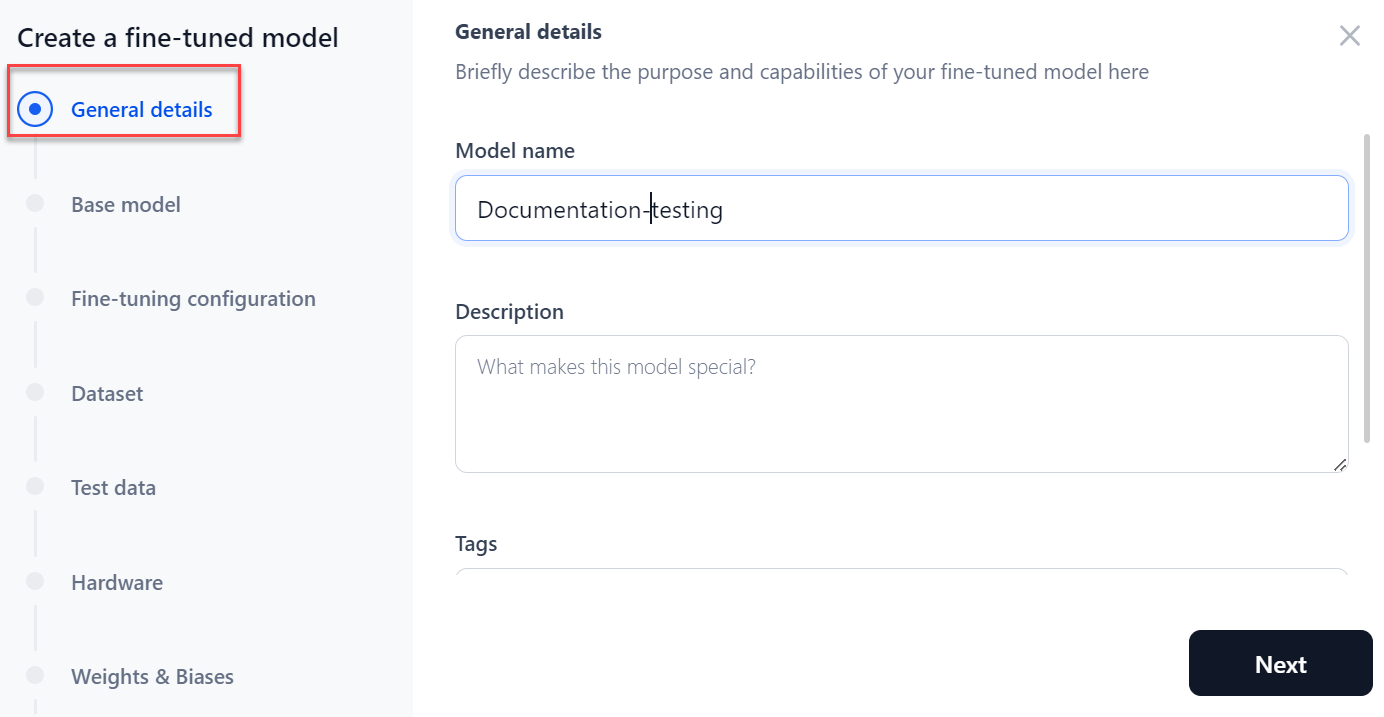 Create a fine-tuned model
General details
Base model
Fine-tuning configuration
Dataset
Test data
Hardware
Weights & Biases
General details
Briefly describe the purpose and capabilities of your fine-tuned model here
Model name
Documentation-testing
Description
What makes this model special?
Tags
Next